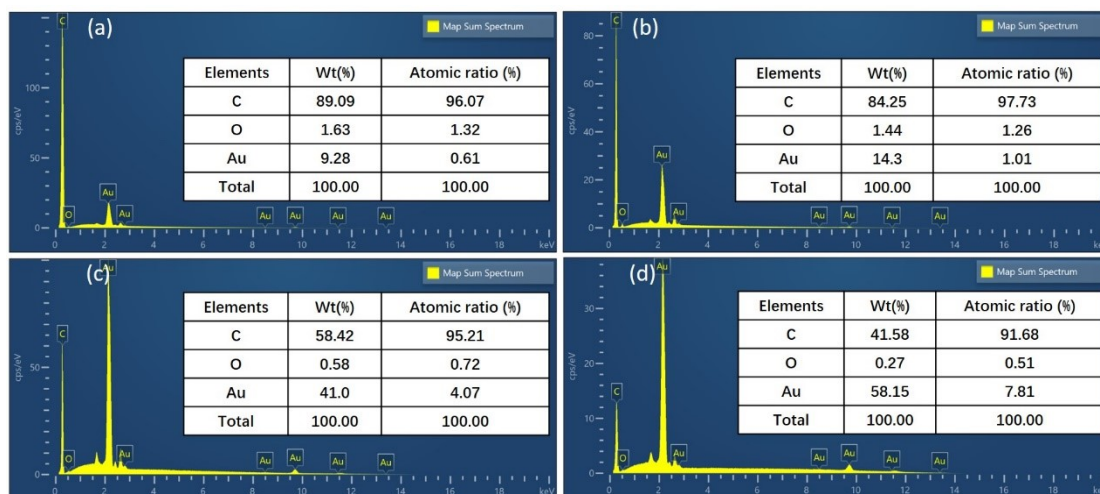 (a)
Map Sum Spectrum
C
Elements Wt(%) Atomic ratio (%)
C 89.09 96.07
O 1.63 1.32
Au 9.28 0.61
Total 100.00 100.00
cps/eV
100
50
0
O Au Au Au Au Au Au
0 2 4 6 8 10 12 14 16 18 keV
(b)
Map Sum Spectrum
C
Elements Wt(%) Atomic ratio (%)
C 84.25 97.73
O 1.44 1.26
Au 14.3 1.01
Total 100.00 100.00
cps/eV
80
60
40
20
0
O Au Au Au Au Au Au
0 2 4 6 8 10 12 14 16 18 keV
(c)
Au
Map Sum Spectrum
Elements Wt(%) Atomic ratio (%)
C 58.42 95.21
O 0.58 0.72
Au 41.0 4.07
Total 100.00 100.00
cps/eV
50
0
C
O Au Au Au Au Au
0 2 4 6 8 10 12 14 16 18 keV
(d)
Au
Map Sum Spectrum
Elements Wt(%) Atomic ratio (%)
C 41.58 91.68
O 0.27 0.51
Au 58.15 7.81
Total 100.00 100.00
cps/eV
30
20
10
0
C
O Au Au Au Au Au
0 2 4 6 8 10 12 14 16 18 keV